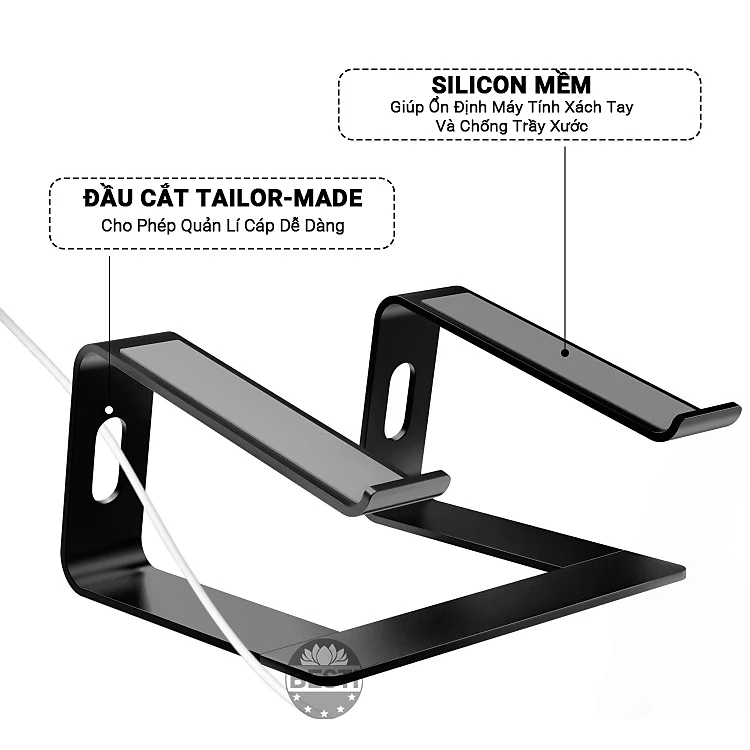 SILICON MỀM
Giúp Ổn Định Máy Tính Xách Tay
Và Chống Trầy Xước
ĐẦU CẮT TAILOR-MADE
Cho Phép Quản Lí Cáp Dễ Dàng
BESTI